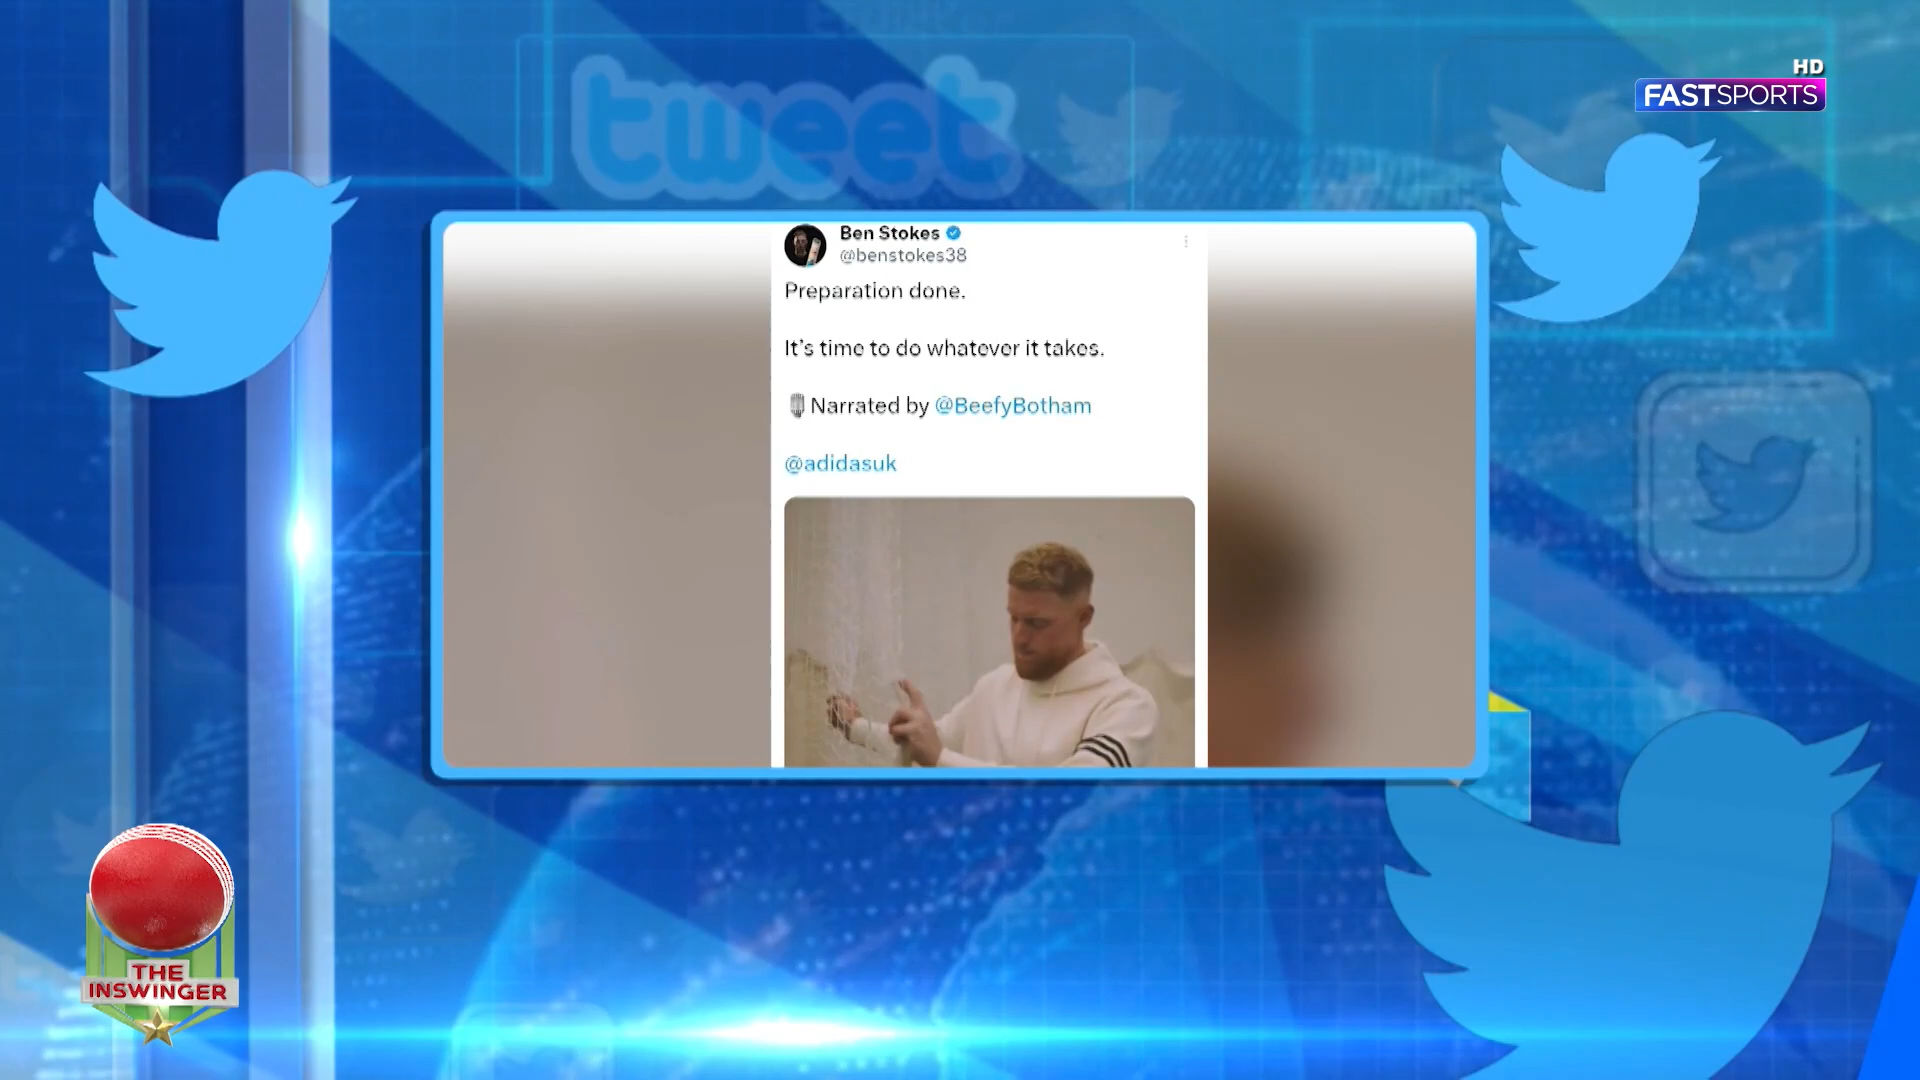 tweet
HD
FASTSPORTS
Ben Stokes
@benstokes38
Preparation done.
It's time to do whatever it takes.
Narrated by @BeefyBotham
@adidasuk
THE
INSWINGER